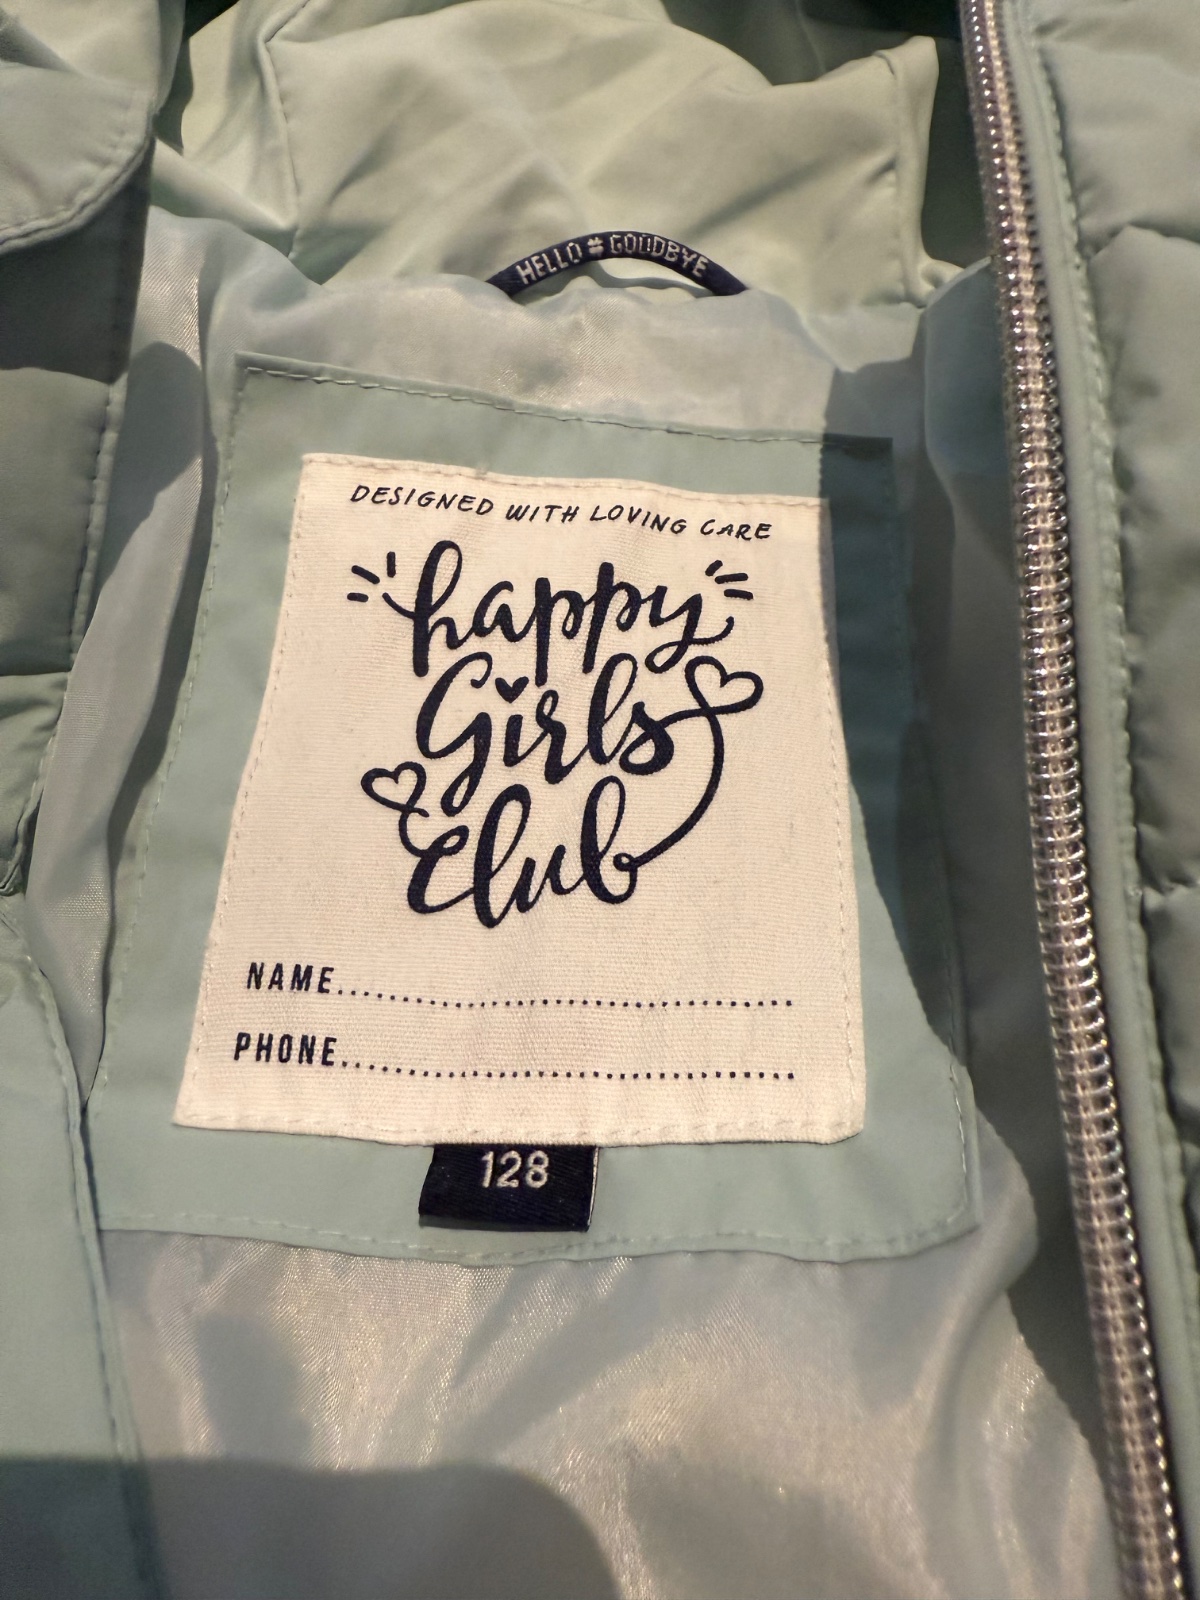 HELLO GOODBYE
DESIGNED WITH LOVING CARE
happy
Girls
Club
NAME..............................................
PHONE..............................................
128